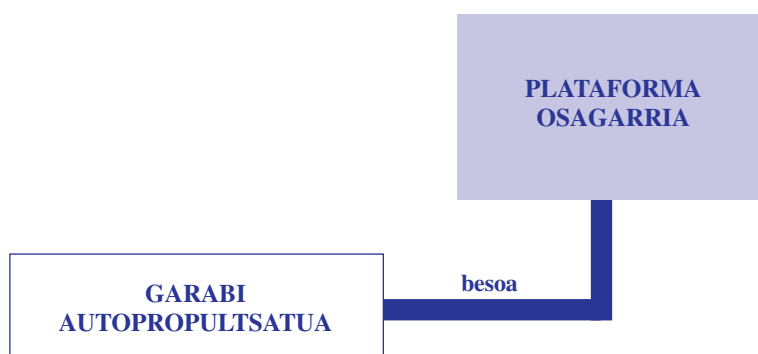 PLATAFORMA
OSAGARRIA
besoa
GARABI
AUTOPROPULTSATUA